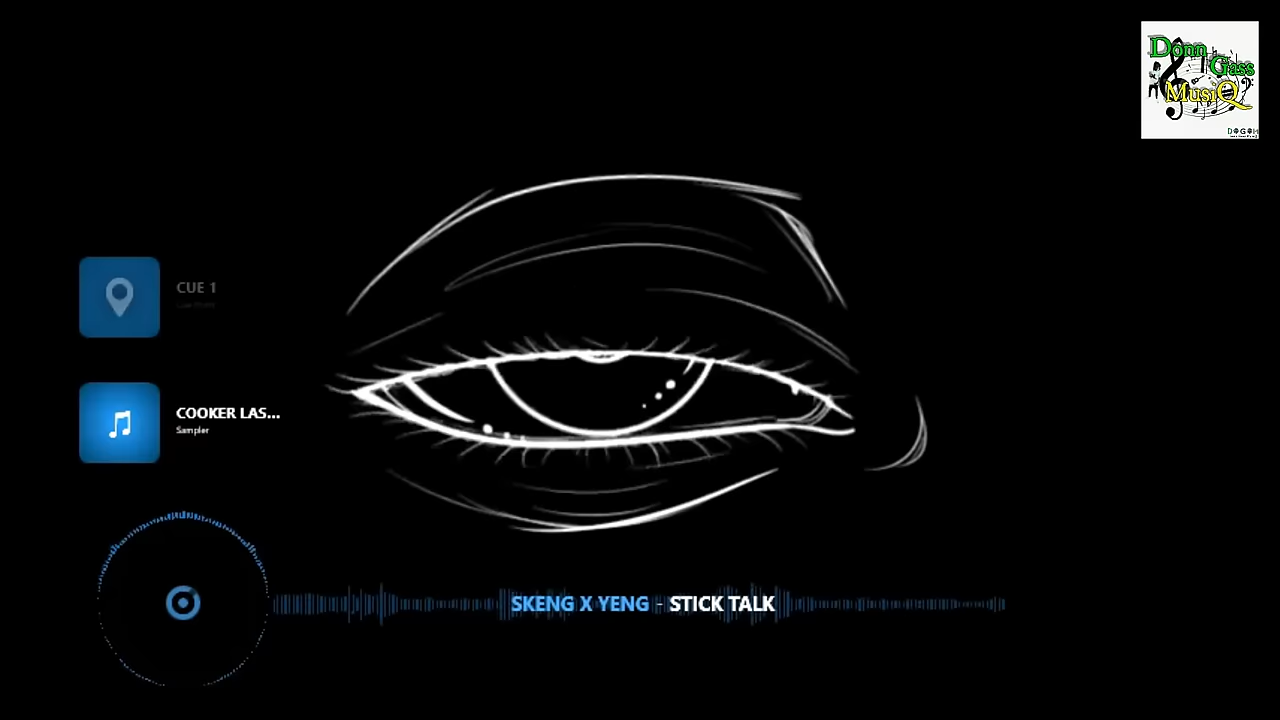 Donn
Gass
MusiQ
CUE 1
COOKER LAS...
Sampler
SKENG X YENG - STICK TALK